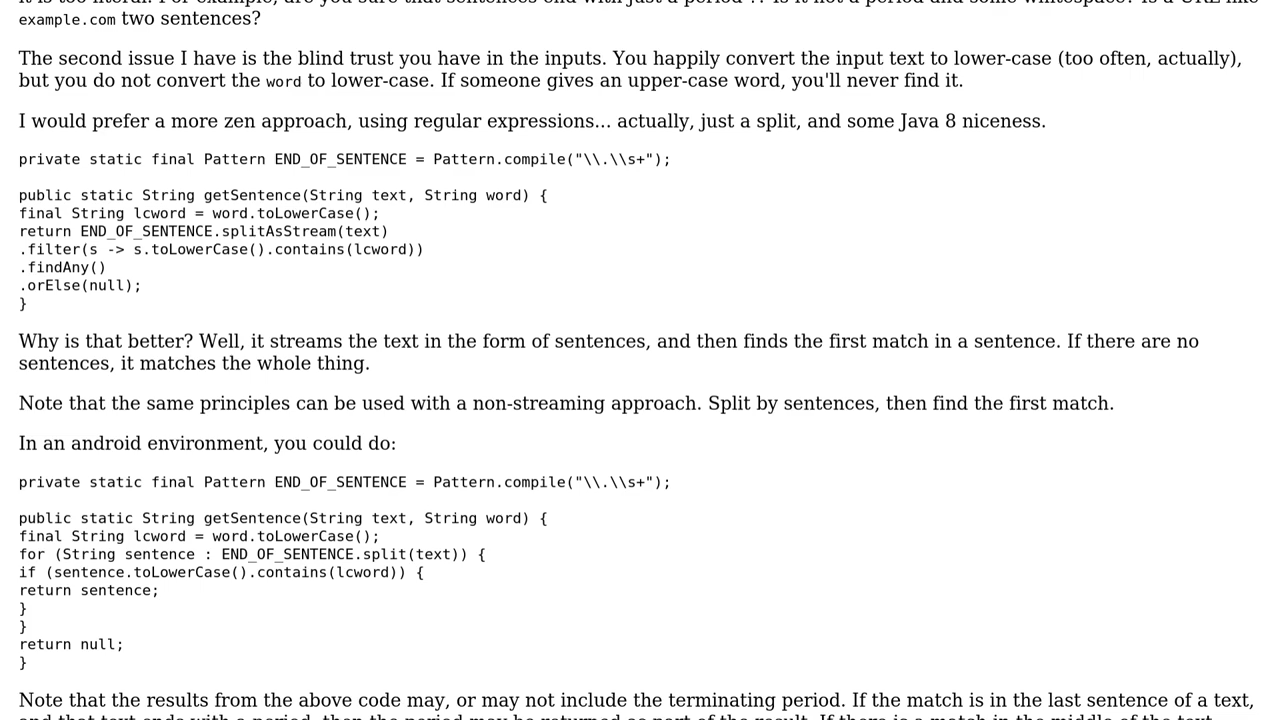 example.com two sentences?
The second issue I have is the blind trust you have in the inputs. You happily convert the input text to lower-case (too often, actually),
but you do not convert the word to lower-case. If someone gives an upper-case word, you'll never find it.
I would prefer a more zen approach, using regular expressions... actually, just a split, and some Java 8 niceness.
private static final Pattern END_OF_SENTENCE = Pattern.compile("\\.\\s+");
public static String getSentence(String text, String word) {
final String lcword = word.toLowerCase();
return END_OF_SENTENCE.splitAsStream(text)
.filter(s -> s.toLowerCase().contains(lcword))
.findAny()
.orElse(null);
}
Why is that better? Well, it streams the text in the form of sentences, and then finds the first match in a sentence. If there are no
sentences, it matches the whole thing.
Note that the same principles can be used with a non-streaming approach. Split by sentences, then find the first match.
In an android environment, you could do:
private static final Pattern END_OF_SENTENCE = Pattern.compile("\\.\\s+");
public static String getSentence(String text, String word) {
final String lcword = word.toLowerCase();
for (String sentence : END_OF_SENTENCE.split(text)) {
if (sentence.toLowerCase().contains(lcword)) {
return sentence;
}
}
return null;
}
Note that the results from the above code may, or may not include the terminating period. If the match is in the last sentence of a text,